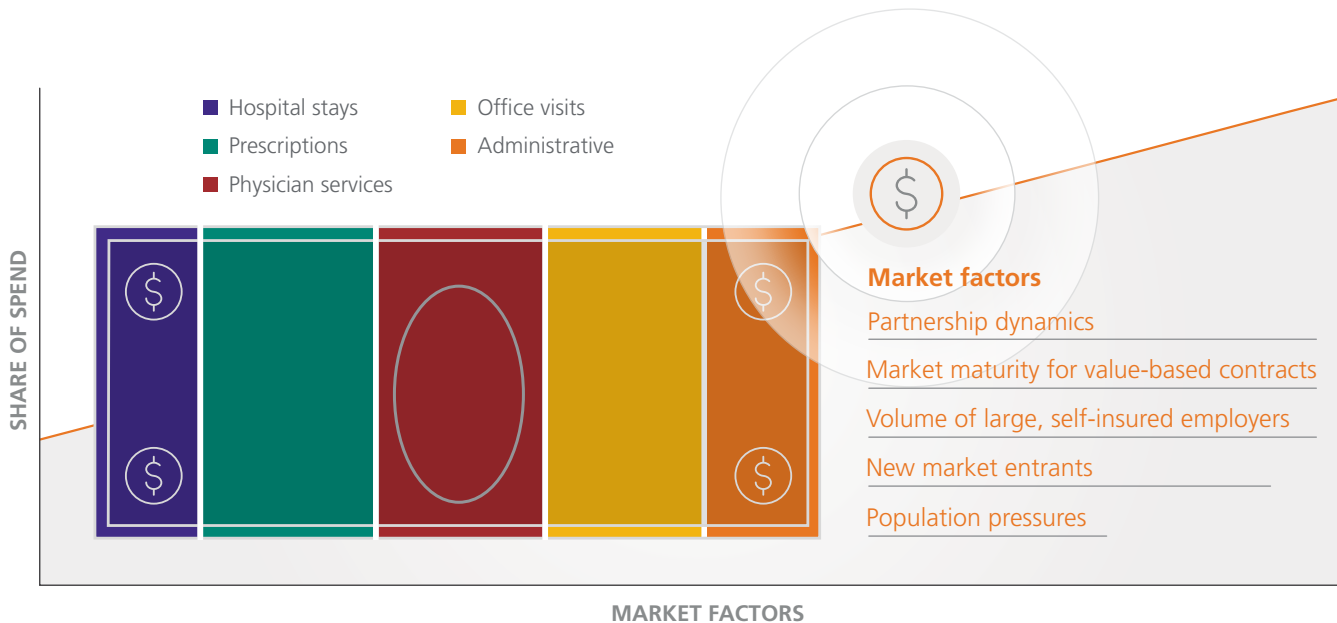 SHARE OF SPEND
Hospital stays
Prescriptions
Physician services
Office visits
Administrative
$
$
$
$
$
Market factors
Partnership dynamics
Market maturity for value-based contracts
Volume of large, self-insured employers
New market entrants
Population pressures
MARKET FACTORS